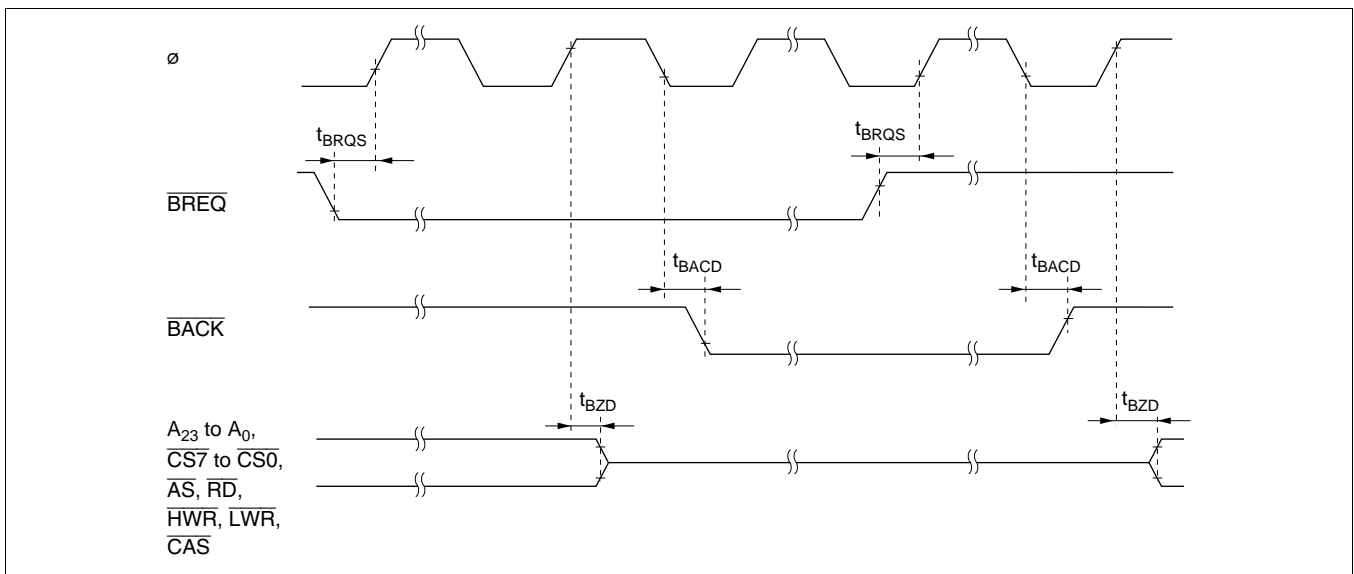 ø
tBRQS
tBRQS
BREQ
tBACD
tBACD
BACK
tBZD
tBZD
A23 to A0,
CS7 to CS0,
AS, RD,
HWR, LWR,
CAS